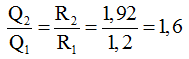 Q₂/Q₁ = R₂/R₁ = 1,92/1,2 = 1,6